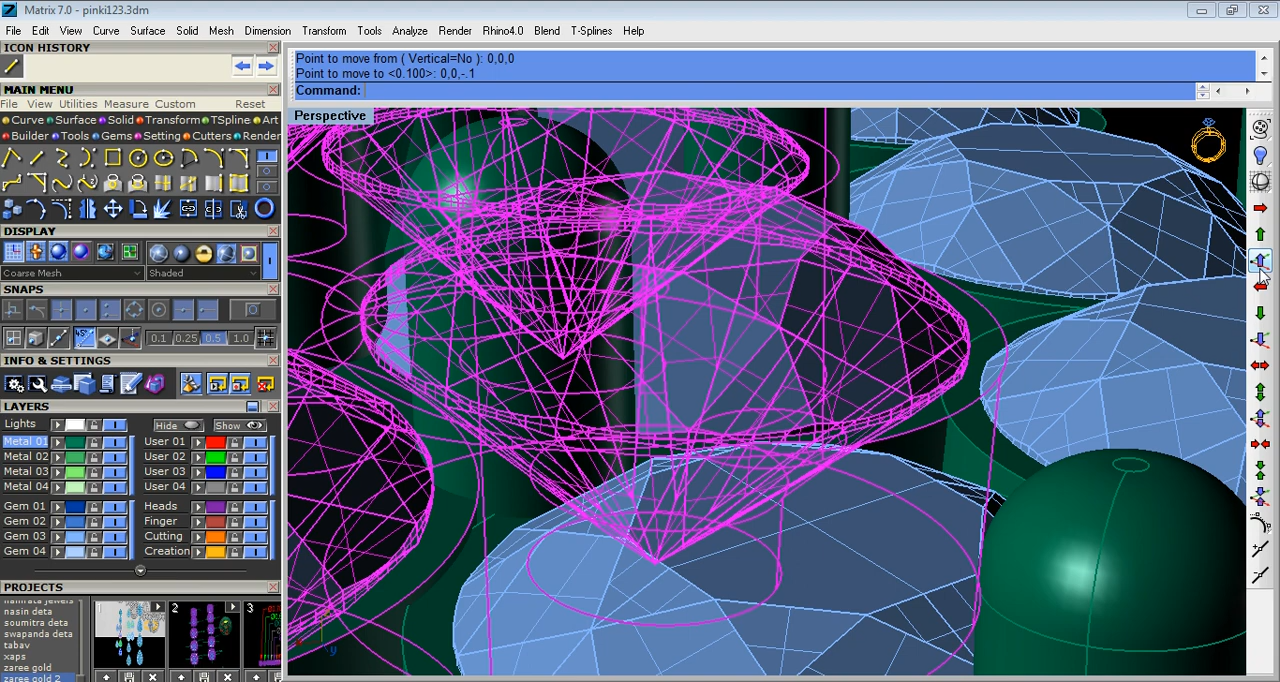 Matrix 7.0 - pinki123.3dm
File Edit View Curve Surface Solid Mesh Dimension Transform Tools Analyze Render Rhino4.0 Blend T-Splines Help
ICON HISTORY
MAIN MENU
File View Utilities Measure Custom Reset
Curve Surface Solid Transform TSpline Art
Builder Tools Gems Setting Cutters Render
DISPLAY
Coarse Mesh Shaded
SNAPS
45°
0.1 0.25 0.5 1.0
INFO & SETTINGS
LAYERS
Lights Hide Show
Metal 01 User 01
Metal 02 User 02
Metal 03 User 03
Metal 04 User 04
Gem 01 Heads
Gem 02 Finger
Gem 03 Cutting
Gem 04 Creation
PROJECTS
nasin deta
soumitra deta
swapanda deta
tabav
xaps
zaree gold
zaree gold 2
1 2 3
Point to move from ( Vertical=No ): 0,0,0
Point to move to <0.100>: 0,0,-.1
Command:
Perspective
y